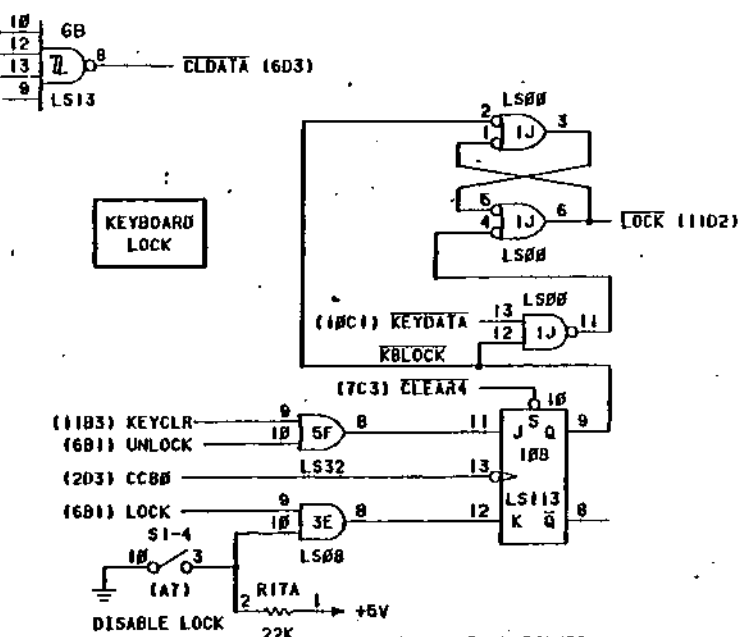 10
12 6B
13 8 CLDATA (6D3)
9
LS13
LS00
2
1 1J 3
KEYBOARD
LOCK
5
4 1J 6 LOCK (11D2)
LS00
LS00
13
(10C1) KEYDATA 1J 11
12
KBLOCK
(7C3) CLEAR4 10
(11B3) KEYCLR 9 8 11 J S Q 9
(6B1) UNLOCK 10 5F 10B
LS32
(2D3) CCB0 13
(6B1) LOCK 9 8 12 LS113 8
10 3E K Q
S1-4 LS08
10 3
(A7)
R17A
2 1 +5V
DISABLE LOCK 22K